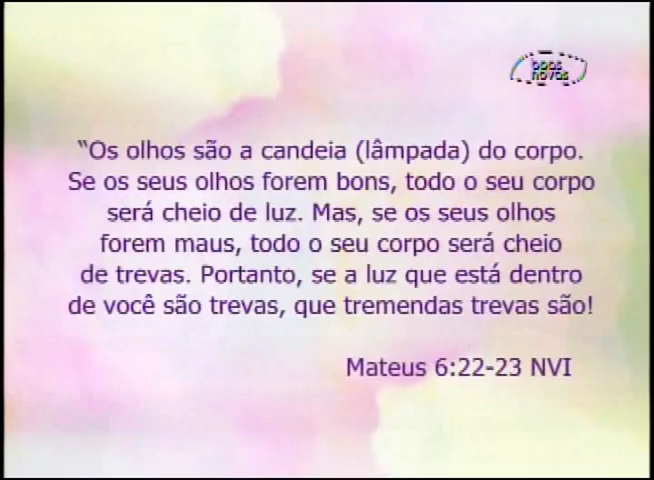 boas
novas
“Os olhos são a candeia (lâmpada) do corpo.
Se os seus olhos forem bons, todo o seu corpo
será cheio de luz. Mas, se os seus olhos
forem maus, todo o seu corpo será cheio
de trevas. Portanto, se a luz que está dentro
de você são trevas, que tremendas trevas são!
Mateus 6:22-23 NVI